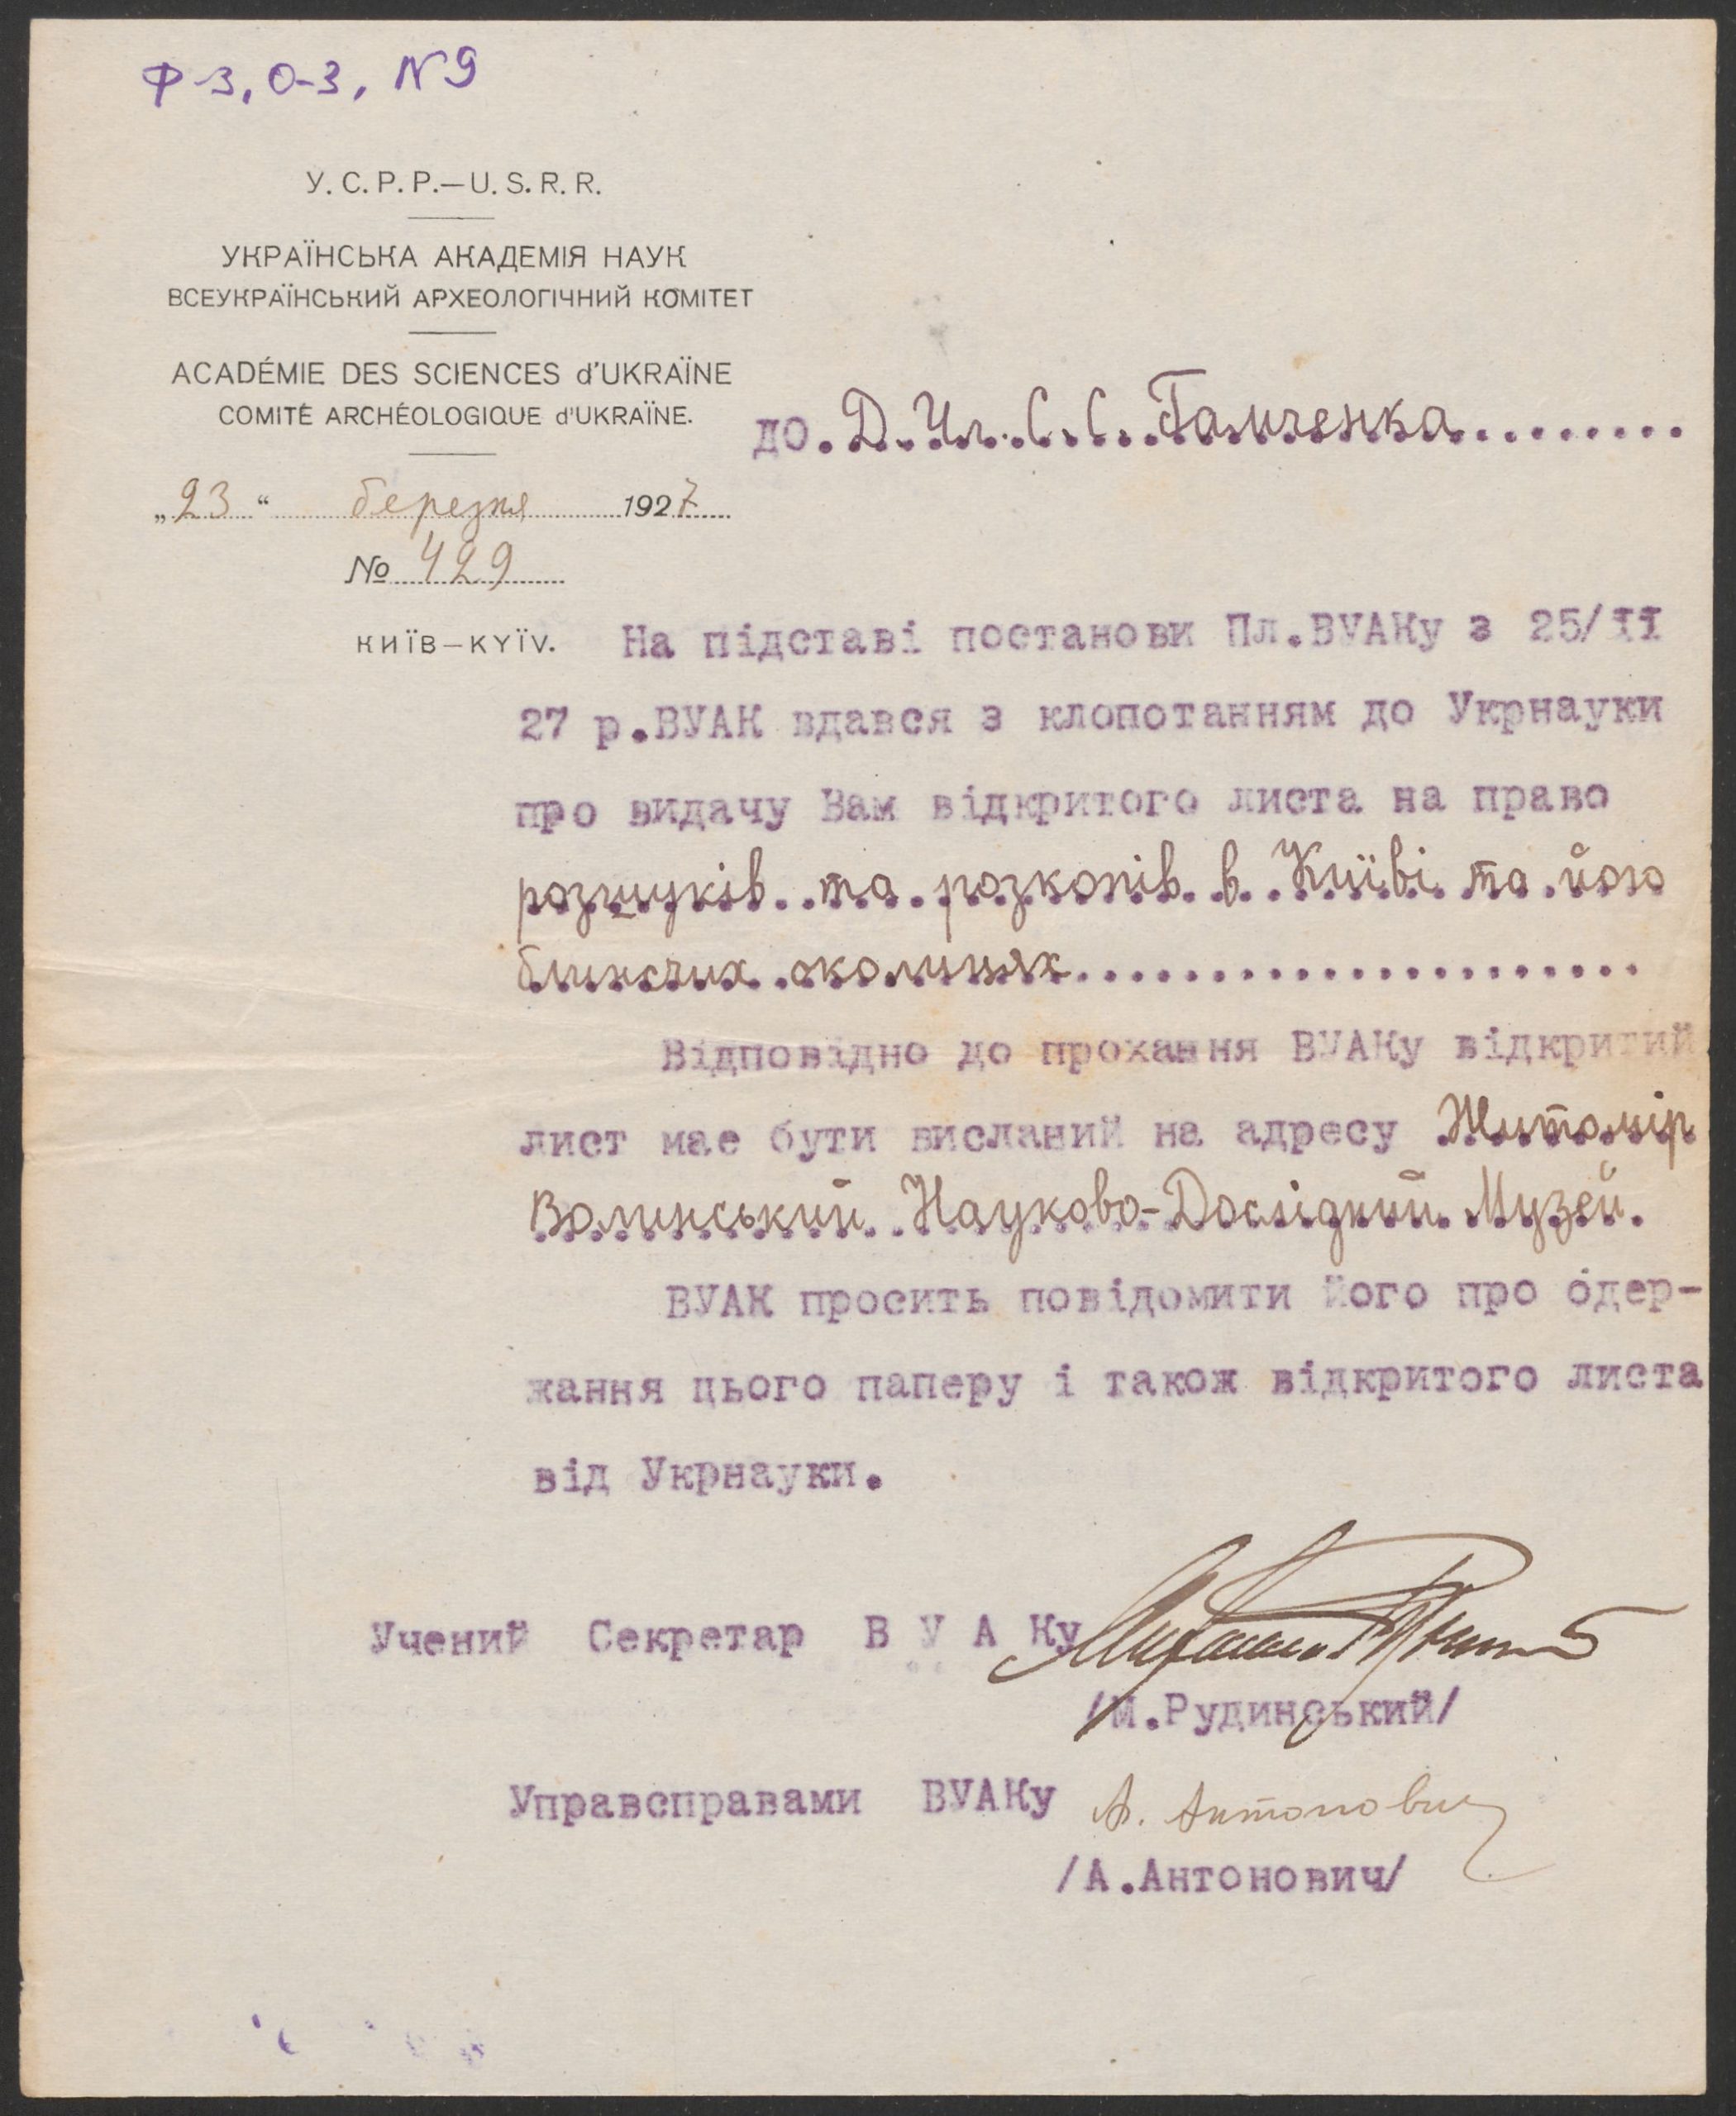 Ф-3, О-3, N 9
У. С. Р. Р.—U. S. R. R.
УКРАЇНСЬКА АКАДЕМІЯ НАУК
ВСЕУКРАЇНСЬКИЙ АРХЕОЛОГІЧНИЙ КОМІТЕТ
ACADÉMIE DES SCIENCES d'UKRAÏNE
COMITÉ ARCHÉOLOGIQUE d'UKRAÏNE.
до Д. Чл. С. С. Гамченка
„23“ березня 1927
№ 429
КИЇВ—KYÏV.
На підставі постанови Пл.ВУАКу з 25/ІІ
27 р.ВУАК вдався з клопотанням до Укрнауки
про видачу Вам відкритого листа на право
розшуків та розкопів в Київі та його
ближчих околицях
Відповідно до прохання ВУАКу відкритий
лист має бути висланий на адресу Житомір
Волинський Науково-Дослідний Музей.
ВУАК просить повідомити його про одер-
жання цього паперу і також відкритого листа
від Укрнауки.
Учений Секретар В У А Ку
/М.Рудинський/
Управсправами ВУАКу А. Антонович
/А.Антонович/